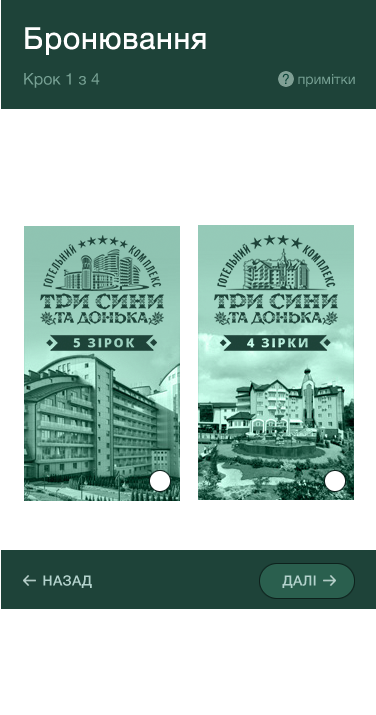 Бронювання
Крок 1 з 4
? примітки
ГОТЕЛЬНИЙ КОМПЛЕКС
ТРИ СИНИ
ТА ДОНЬКА
5 ЗІРОК
ГОТЕЛЬНИЙ КОМПЛЕКС
ТРИ СИНИ
ТА ДОНЬКА
4 ЗІРКИ
← НАЗАД
ДАЛІ →